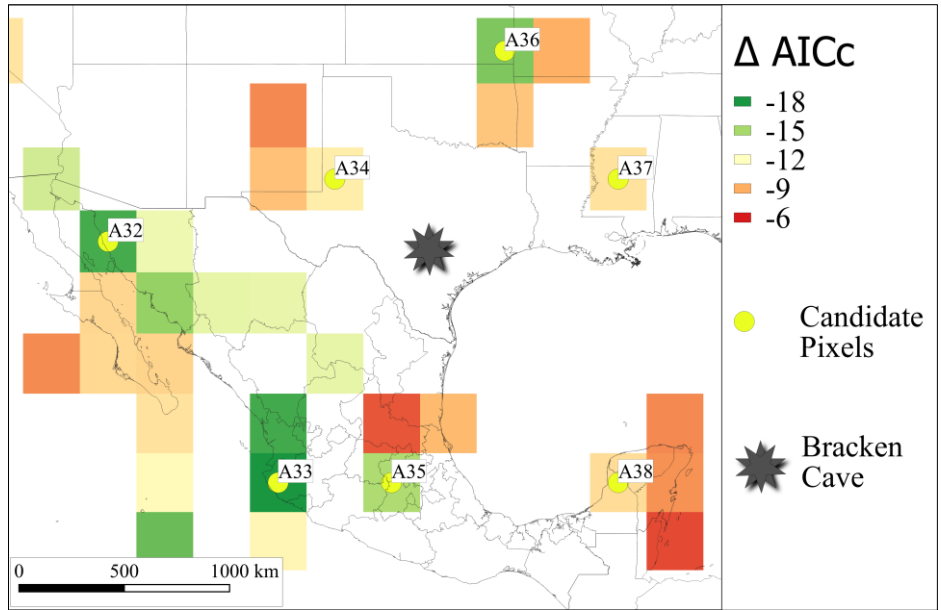 A36
A34
A37
A32
A33
A35
A38
0 500 1000 km
Δ AICc
-18
-15
-12
-9
-6
Candidate
Pixels
Bracken
Cave